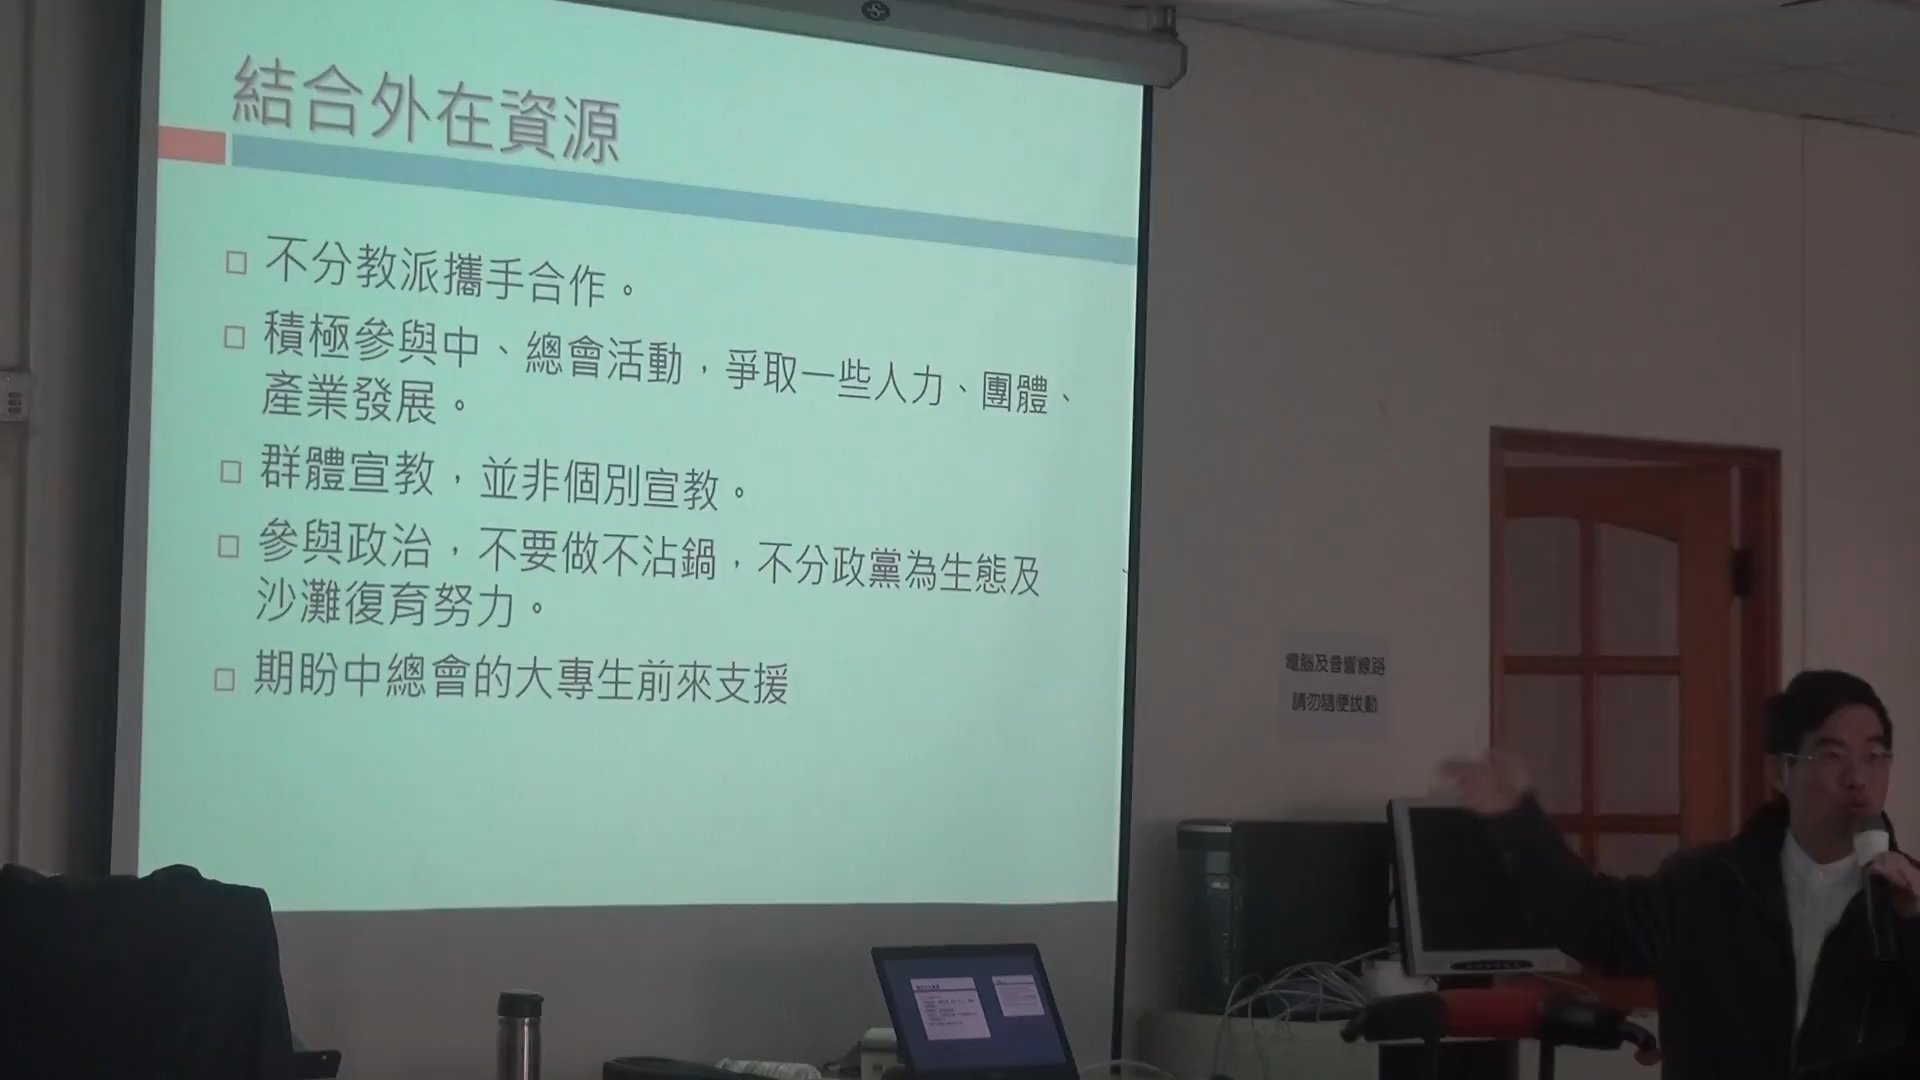 結合外在資源
不分教派攜手合作。
積極參與中、總會活動，爭取一些人力、團體、
產業發展。
群體宣教，並非個別宣教。
參與政治，不要做不沾鍋，不分政黨為生態及
沙灘復育努力。
期盼中總會的大專生前來支援
電腦及音響線路
請勿隨便拔動